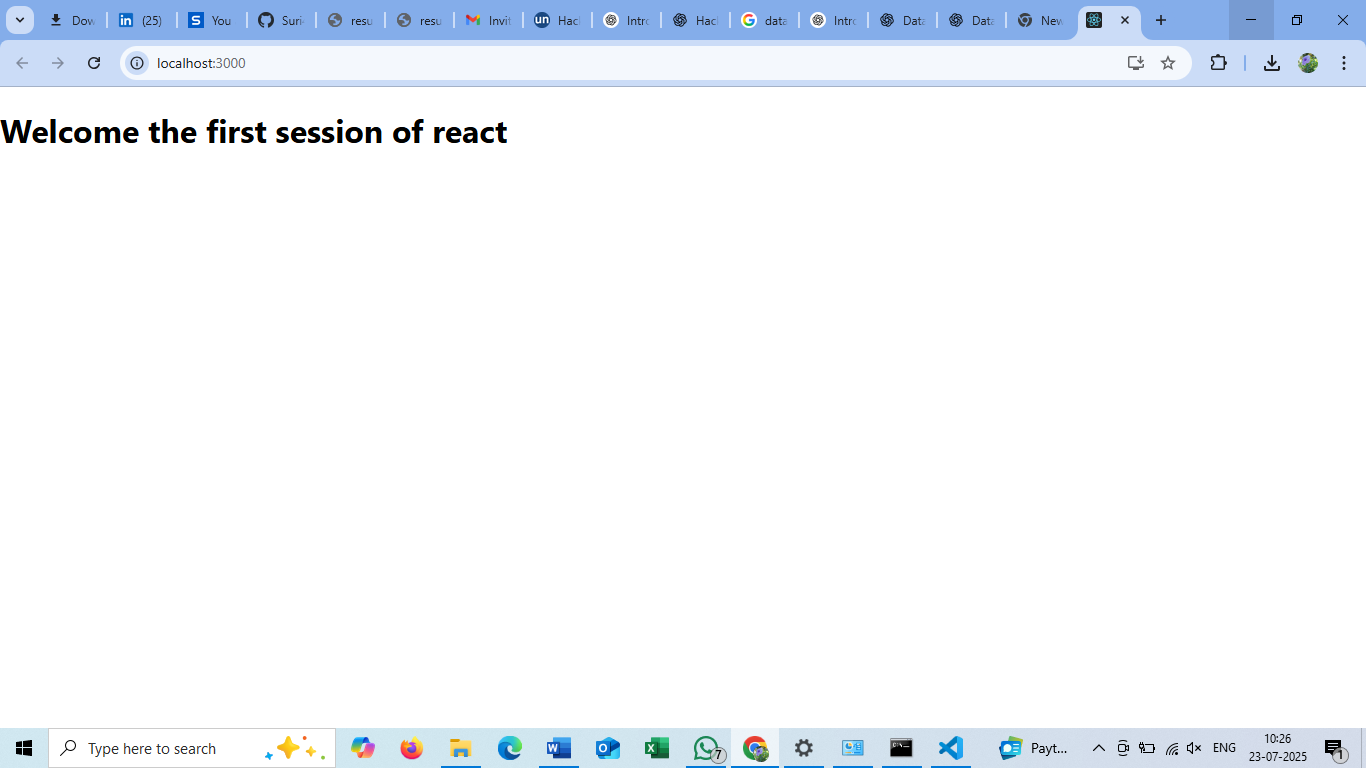 Dow
(25)
You
Suri
resu
resu
Invit
Hac
Intro
Hac
data
Intro
Data
Data
New
localhost:3000
Welcome the first session of react
Type here to search
7
Payt...
ENG
10:26
23-07-2025
1